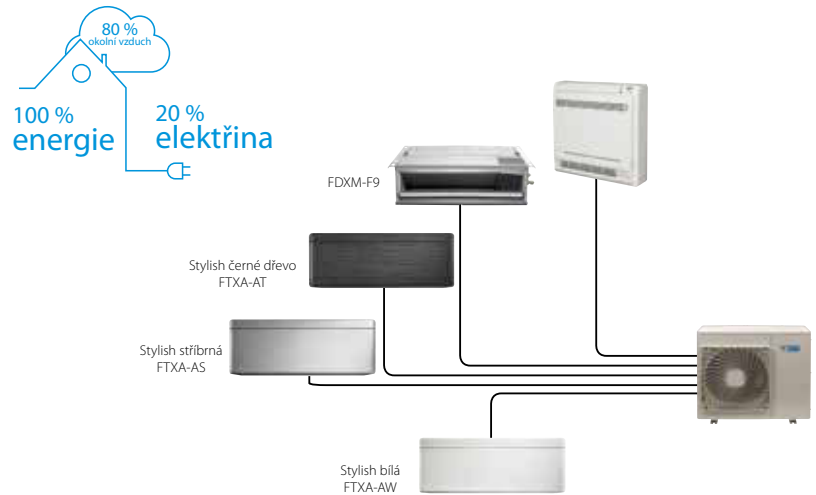 80 %
okolní vzduch
100 %
energie
20 %
elektřina
FDXM-F9
Stylish černé dřevo
FTXA-AT
Stylish stříbrná
FTXA-AS
Stylish bílá
FTXA-AW